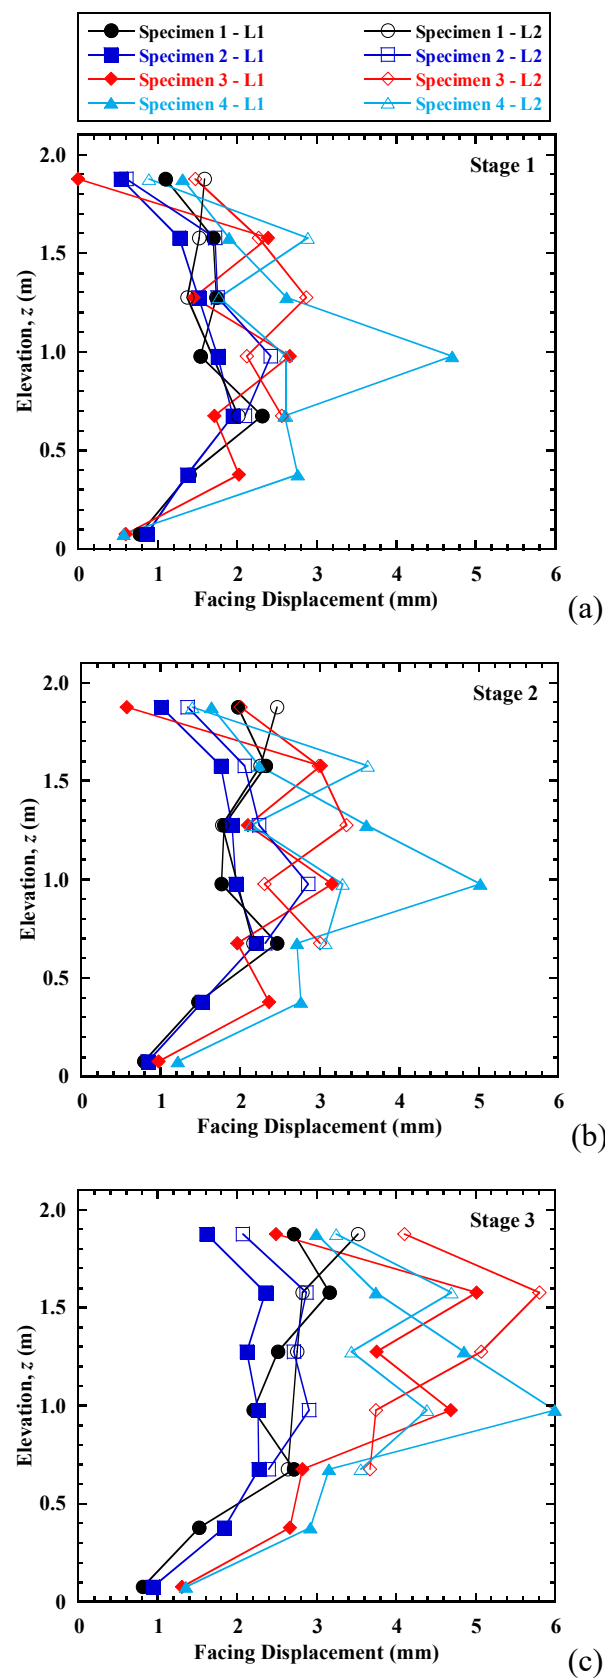 Specimen 1 - L1 Specimen 1 - L2
Specimen 2 - L1 Specimen 2 - L2
Specimen 3 - L1 Specimen 3 - L2
Specimen 4 - L1 Specimen 4 - L2
Stage 1
2.0
1.5
1.0
0.5
0
Elevation, z (m)
0 1 2 3 4 5 6
Facing Displacement (mm)
(a)
Stage 2
2.0
1.5
1.0
0.5
0
Elevation, z (m)
0 1 2 3 4 5 6
Facing Displacement (mm)
(b)
Stage 3
2.0
1.5
1.0
0.5
0
Elevation, z (m)
0 1 2 3 4 5 6
Facing Displacement (mm)
(c)